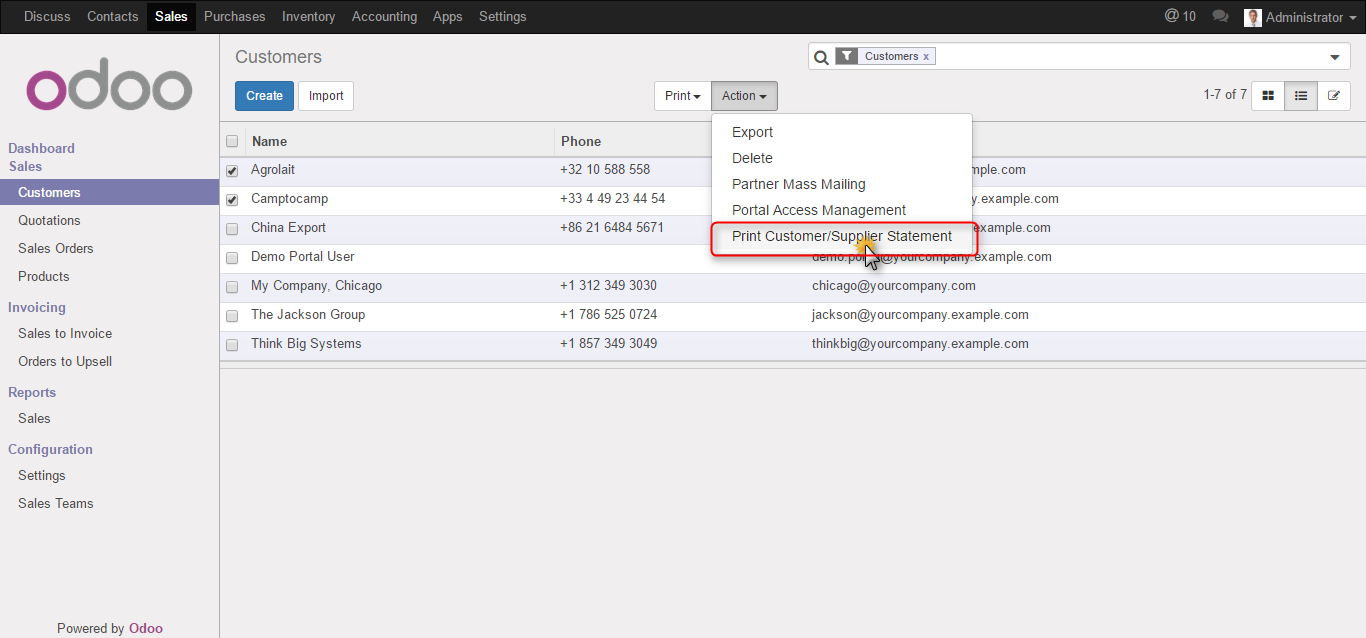 Discuss Contacts Sales Purchases Inventory Accounting Apps Settings @ 10 Administrator
odoo
Customers
Customers x
Create Import
Print Action
1-7 of 7
Export
Delete
Partner Mass Mailing
Portal Access Management
Print Customer/Supplier Statement
Dashboard
Sales
Customers
Quotations
Sales Orders
Products
Invoicing
Sales to Invoice
Orders to Upsell
Reports
Sales
Configuration
Settings
Sales Teams
Powered by Odoo
Name Phone
Agrolait +32 10 588 558 mple.com
Camptocamp +33 4 49 23 44 54 y.example.com
China Export +86 21 6484 5671 example.com
Demo Portal User @yourcompany.example.com
My Company, Chicago +1 312 349 3030 chicago@yourcompany.com
The Jackson Group +1 786 525 0724 jackson@yourcompany.example.com
Think Big Systems +1 857 349 3049 thinkbig@yourcompany.example.com